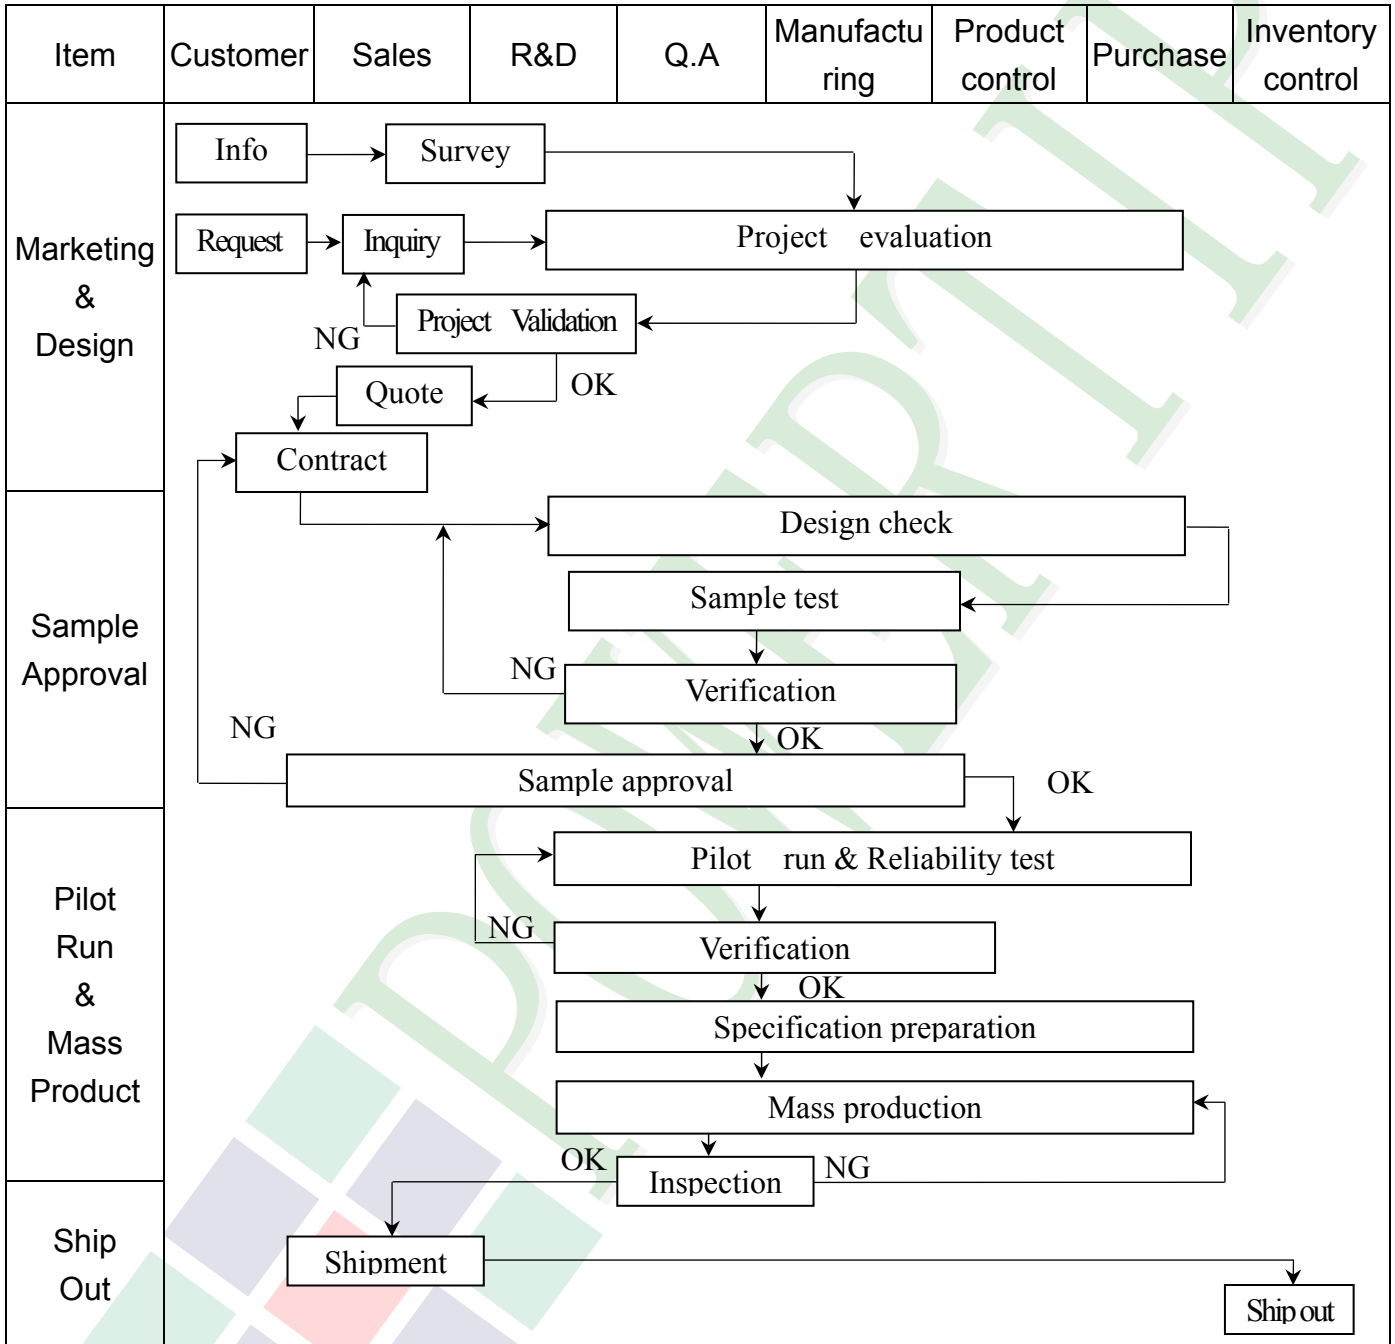 Item
Customer
Sales
R&D
Q.A
Manufactu
ring
Product
control
Purchase
Inventory
control
Marketing
&
Design
Info
Survey
Request
Inquiry
Project evaluation
Project Validation
NG
OK
Quote
Contract
Sample
Approval
Design check
Sample test
NG
Verification
OK
NG
Sample approval
OK
Pilot
Run
&
Mass
Product
Pilot run & Reliability test
NG
Verification
OK
Specification preparation
Mass production
OK
Inspection
NG
Ship
Out
Shipment
Ship out
POWERTIP